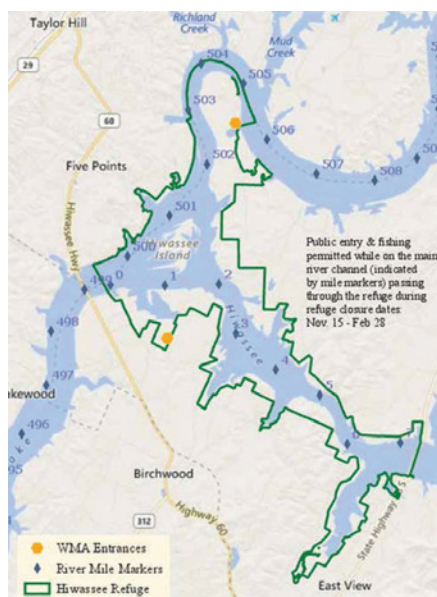 Taylor Hill
Richland
Creek
Mud
Creek
29
60
504
505
503
506
502
507
508
Five Points
501
500
Hiwassee
Island
Hiwassee Hwy
499
0
1
2
Public entry & fishing
permitted while on the main
river channel (indicated
by mile markers) passing
through the refuge during
refuge closure dates:
Nov. 15 - Feb 28
498
3
Hiwassee
4
497
5
kewood
496
6
7
495
Birchwood
312
Highway 60
State Highway
East View
WMA Entrances
River Mile Markers
Hiwassee Refuge